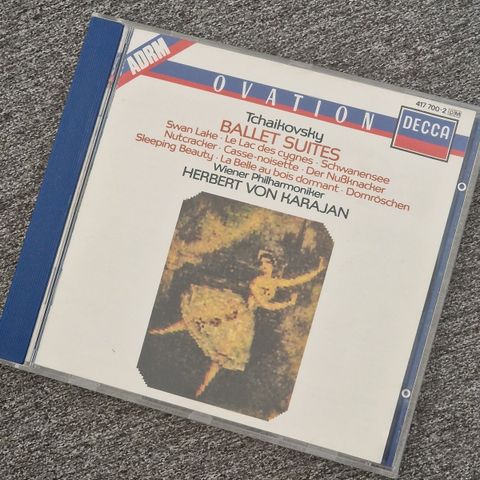 ADRM
OVATION
417 700-2
DECCA
Tchaikovsky
BALLET SUITES
Swan Lake · Le Lac des cygnes · Schwanensee
Nutcracker · Casse-noisette · Der Nußknacker
Sleeping Beauty · La Belle au bois dormant · Dornröschen
Wiener Philharmoniker
HERBERT VON KARAJAN